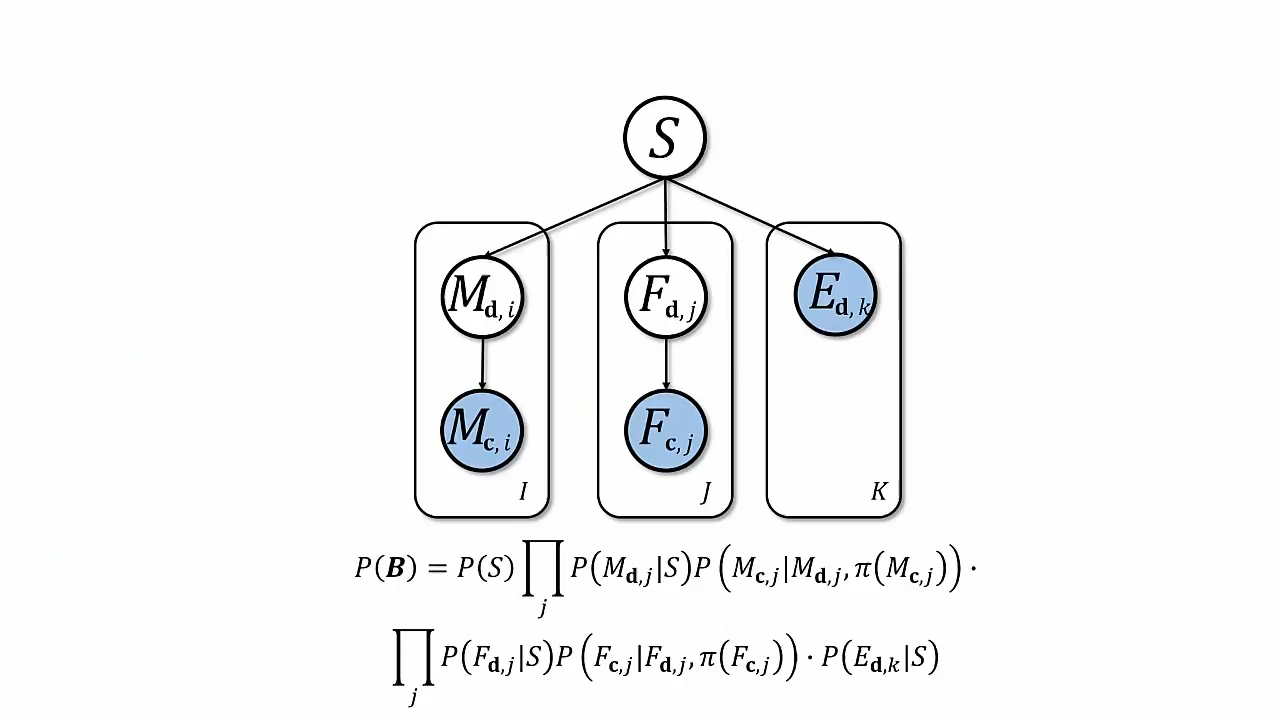 S
M_{d,i} F_{d,j} E_{d,k}
M_{c,i} F_{c,j}
I J K
P(B) = P(S) ∏_j P(M_{d,j}|S)P(M_{c,j}|M_{d,j}, π(M_{c,j})) ·
∏_j P(F_{d,j}|S)P(F_{c,j}|F_{d,j}, π(F_{c,j})) · P(E_{d,k}|S)